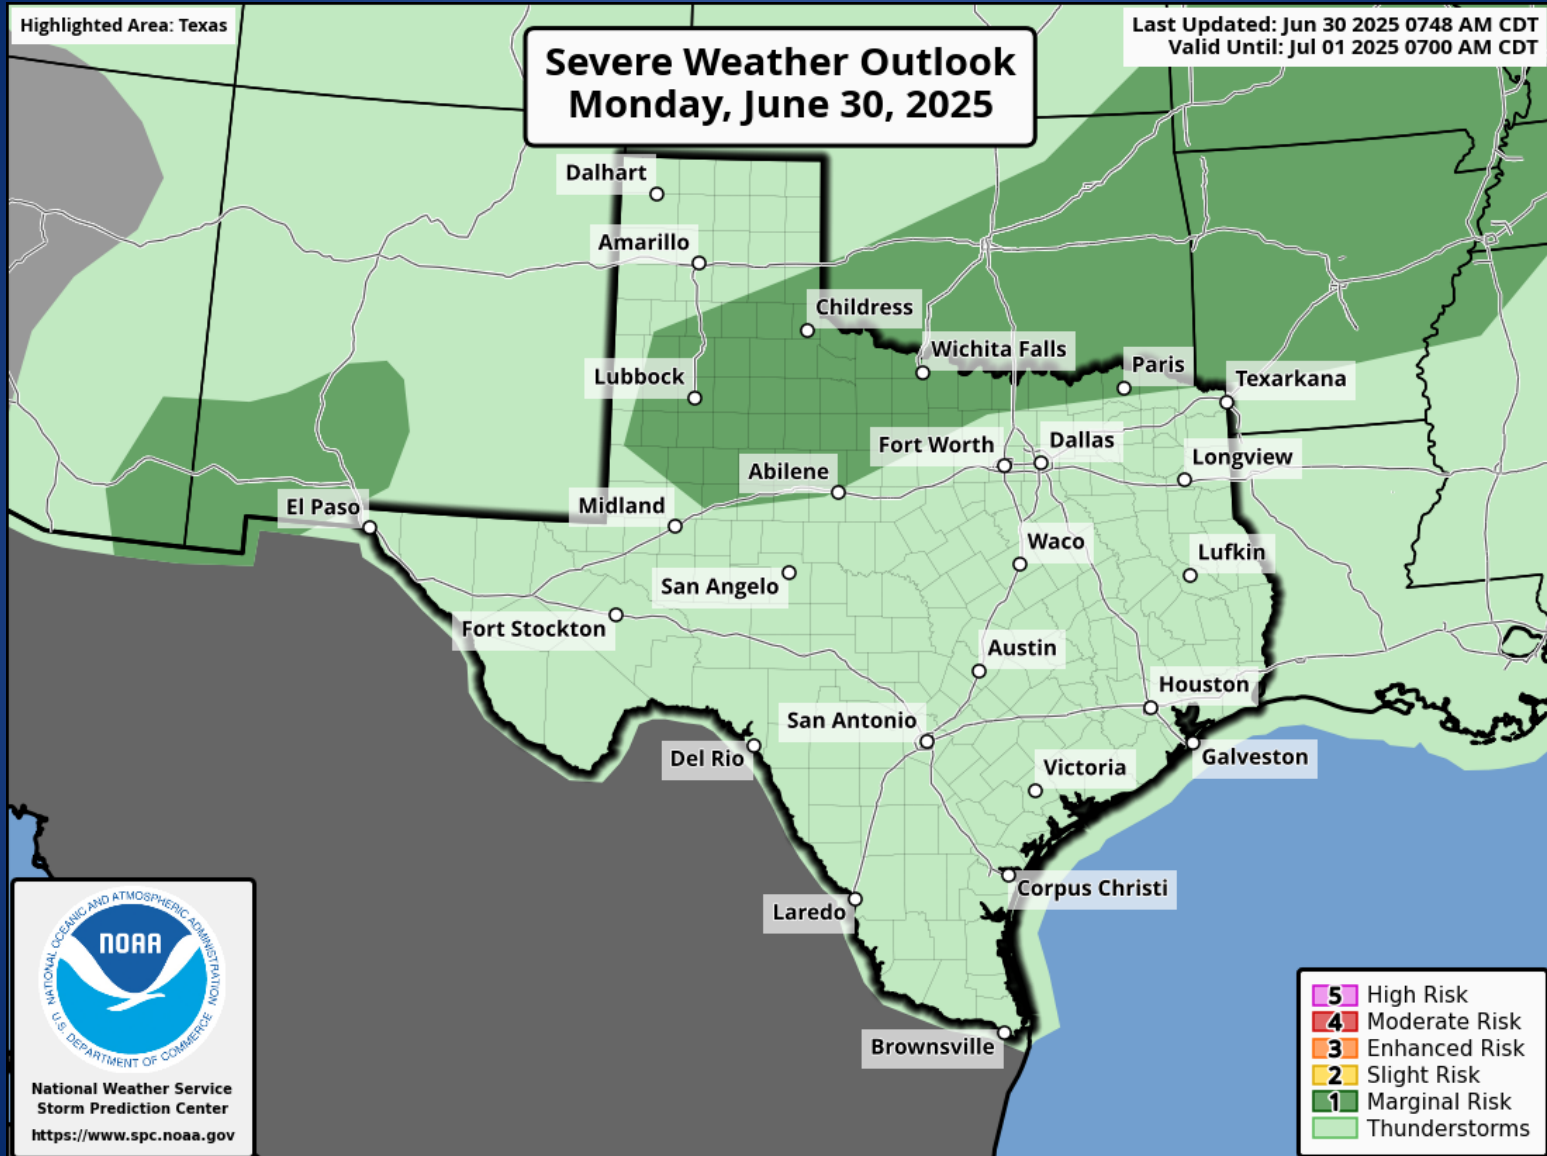 Highlighted Area: Texas
Severe Weather Outlook
Monday, June 30, 2025
Last Updated: Jun 30 2025 0748 AM CDT
Valid Until: Jul 01 2025 0700 AM CDT
Dalhart
Amarillo
Childress
Wichita Falls
Paris
Texarkana
Lubbock
Fort Worth
Dallas
Longview
Abilene
Midland
El Paso
Waco
Lufkin
San Angelo
Fort Stockton
Austin
Houston
San Antonio
Del Rio
Galveston
Victoria
Corpus Christi
Laredo
Brownsville
NATIONAL OCEANIC AND ATMOSPHERIC ADMINISTRATION
NOAA
U.S. DEPARTMENT OF COMMERCE
National Weather Service
Storm Prediction Center
https://www.spc.noaa.gov
5 High Risk
4 Moderate Risk
3 Enhanced Risk
2 Slight Risk
1 Marginal Risk
Thunderstorms